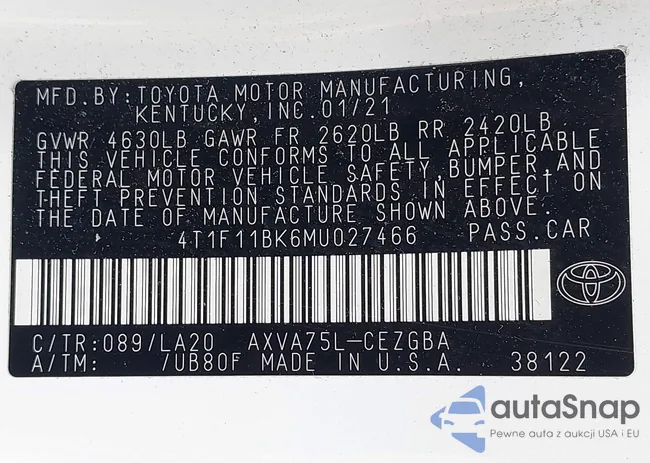 MFD.BY:TOYOTA MOTOR MANUFACTURING,
KENTUCKY,INC.01/21
GVWR 4630LB GAWR FR 2620LB RR 2420LB
THIS VEHICLE CONFORMS TO ALL APPLICABLE
FEDERAL MOTOR VEHICLE SAFETY,BUMPER,AND
THEFT PREVENTION STANDARDS IN EFFECT ON
THE DATE OF MANUFACTURE SHOWN ABOVE.
4T1F11BK6MU027466 PASS.CAR
C/TR:089/LA20 AXVA75L-CEZGBA
A/TM: /UB80F MADE IN U.S.A. 38122
autoSnap
Pewne auta z aukcji USA i EU